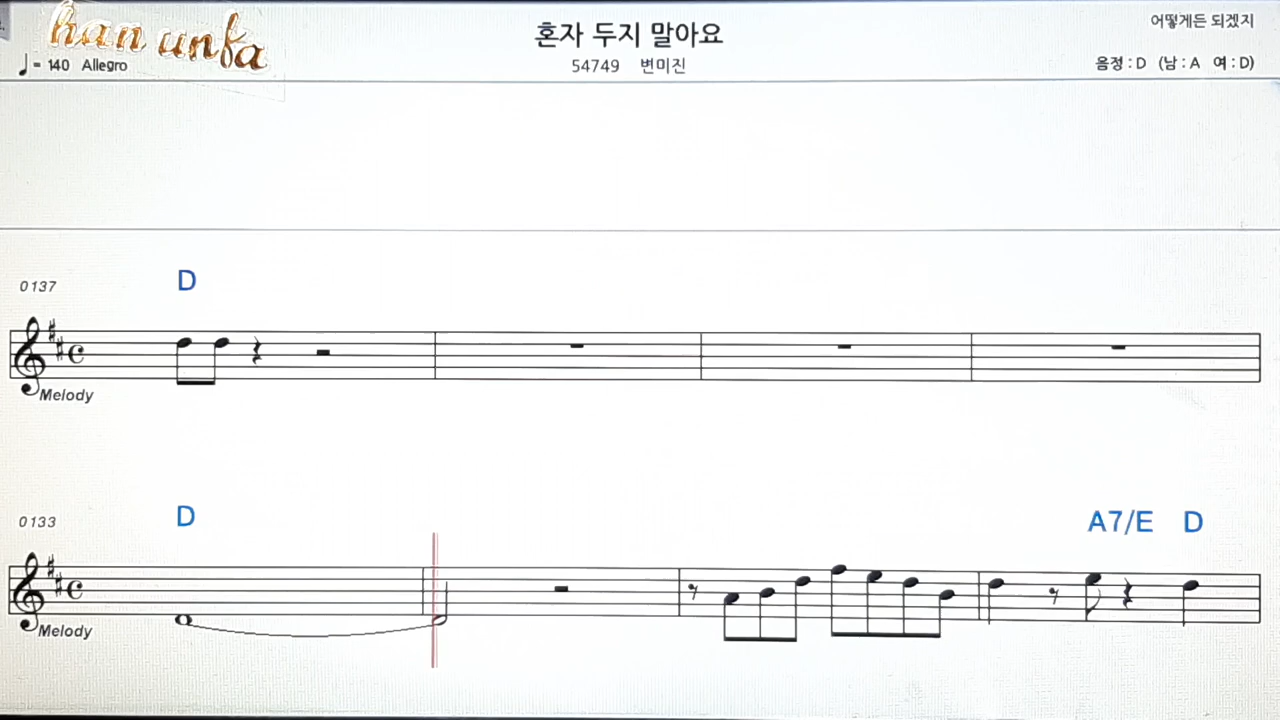 han unfa
혼자 두지 말아요
어떻게든 되겠지
♩= 140 Allegro
54749 변미진
음정 : D (남 : A 여 : D)
0137
D
Melody
0133
D
A7/E D
Melody